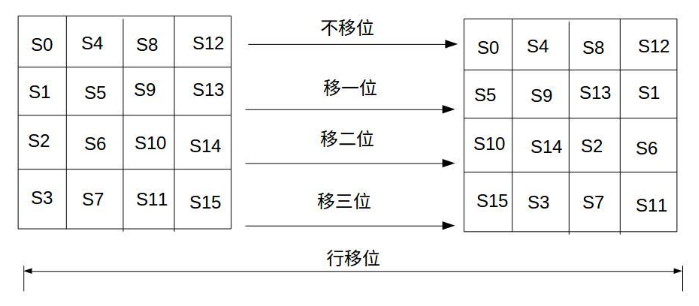 S0 S4 S8 S12 不移位 S0 S4 S8 S12
S1 S5 S9 S13 移一位 S5 S9 S13 S1
S2 S6 S10 S14 移二位 S10 S14 S2 S6
S3 S7 S11 S15 移三位 S15 S3 S7 S11
行移位